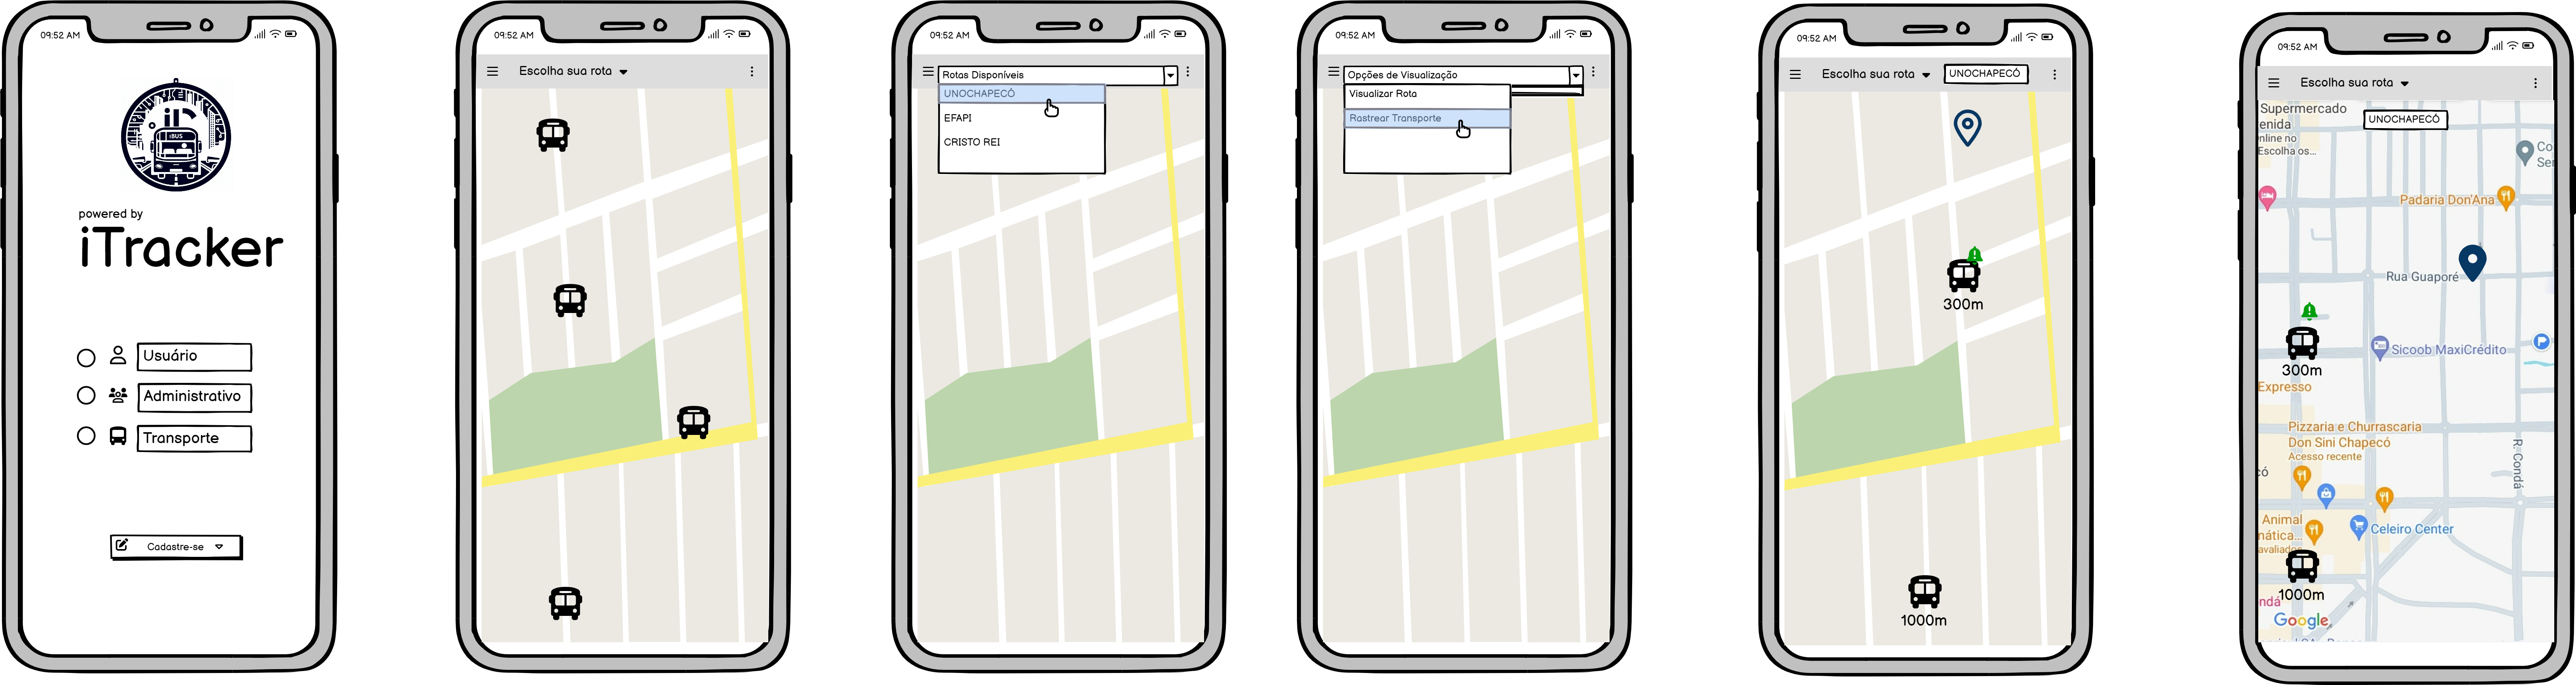 09:52 AM
iBUS
powered by
iTracker
Usuário
Administrativo
Transporte
Cadastre-se
09:52 AM
Escolha sua rota
09:52 AM
Rotas Disponíveis
UNOCHAPECÓ
EFAPI
CRISTO REI
09:52 AM
Opções de Visualização
Visualizar Rota
Rastrear Transporte
09:52 AM
Escolha sua rota
UNOCHAPECÓ
300m
1000m
09:52 AM
Escolha sua rota
Supermercado
enida
UNOCHAPECÓ
nline no
Escolha os...
Co
Ser
Padaria Don'Ana
Rua Guaporé
Sicoob MaxiCrédito
300m
Expresso
Pizzaria e Churrascaria
Don Sini Chapecó
Acesso recente
R. Condá
có
Animal
nática...
avaliado
Celeiro Center
1000m
ndá
Google